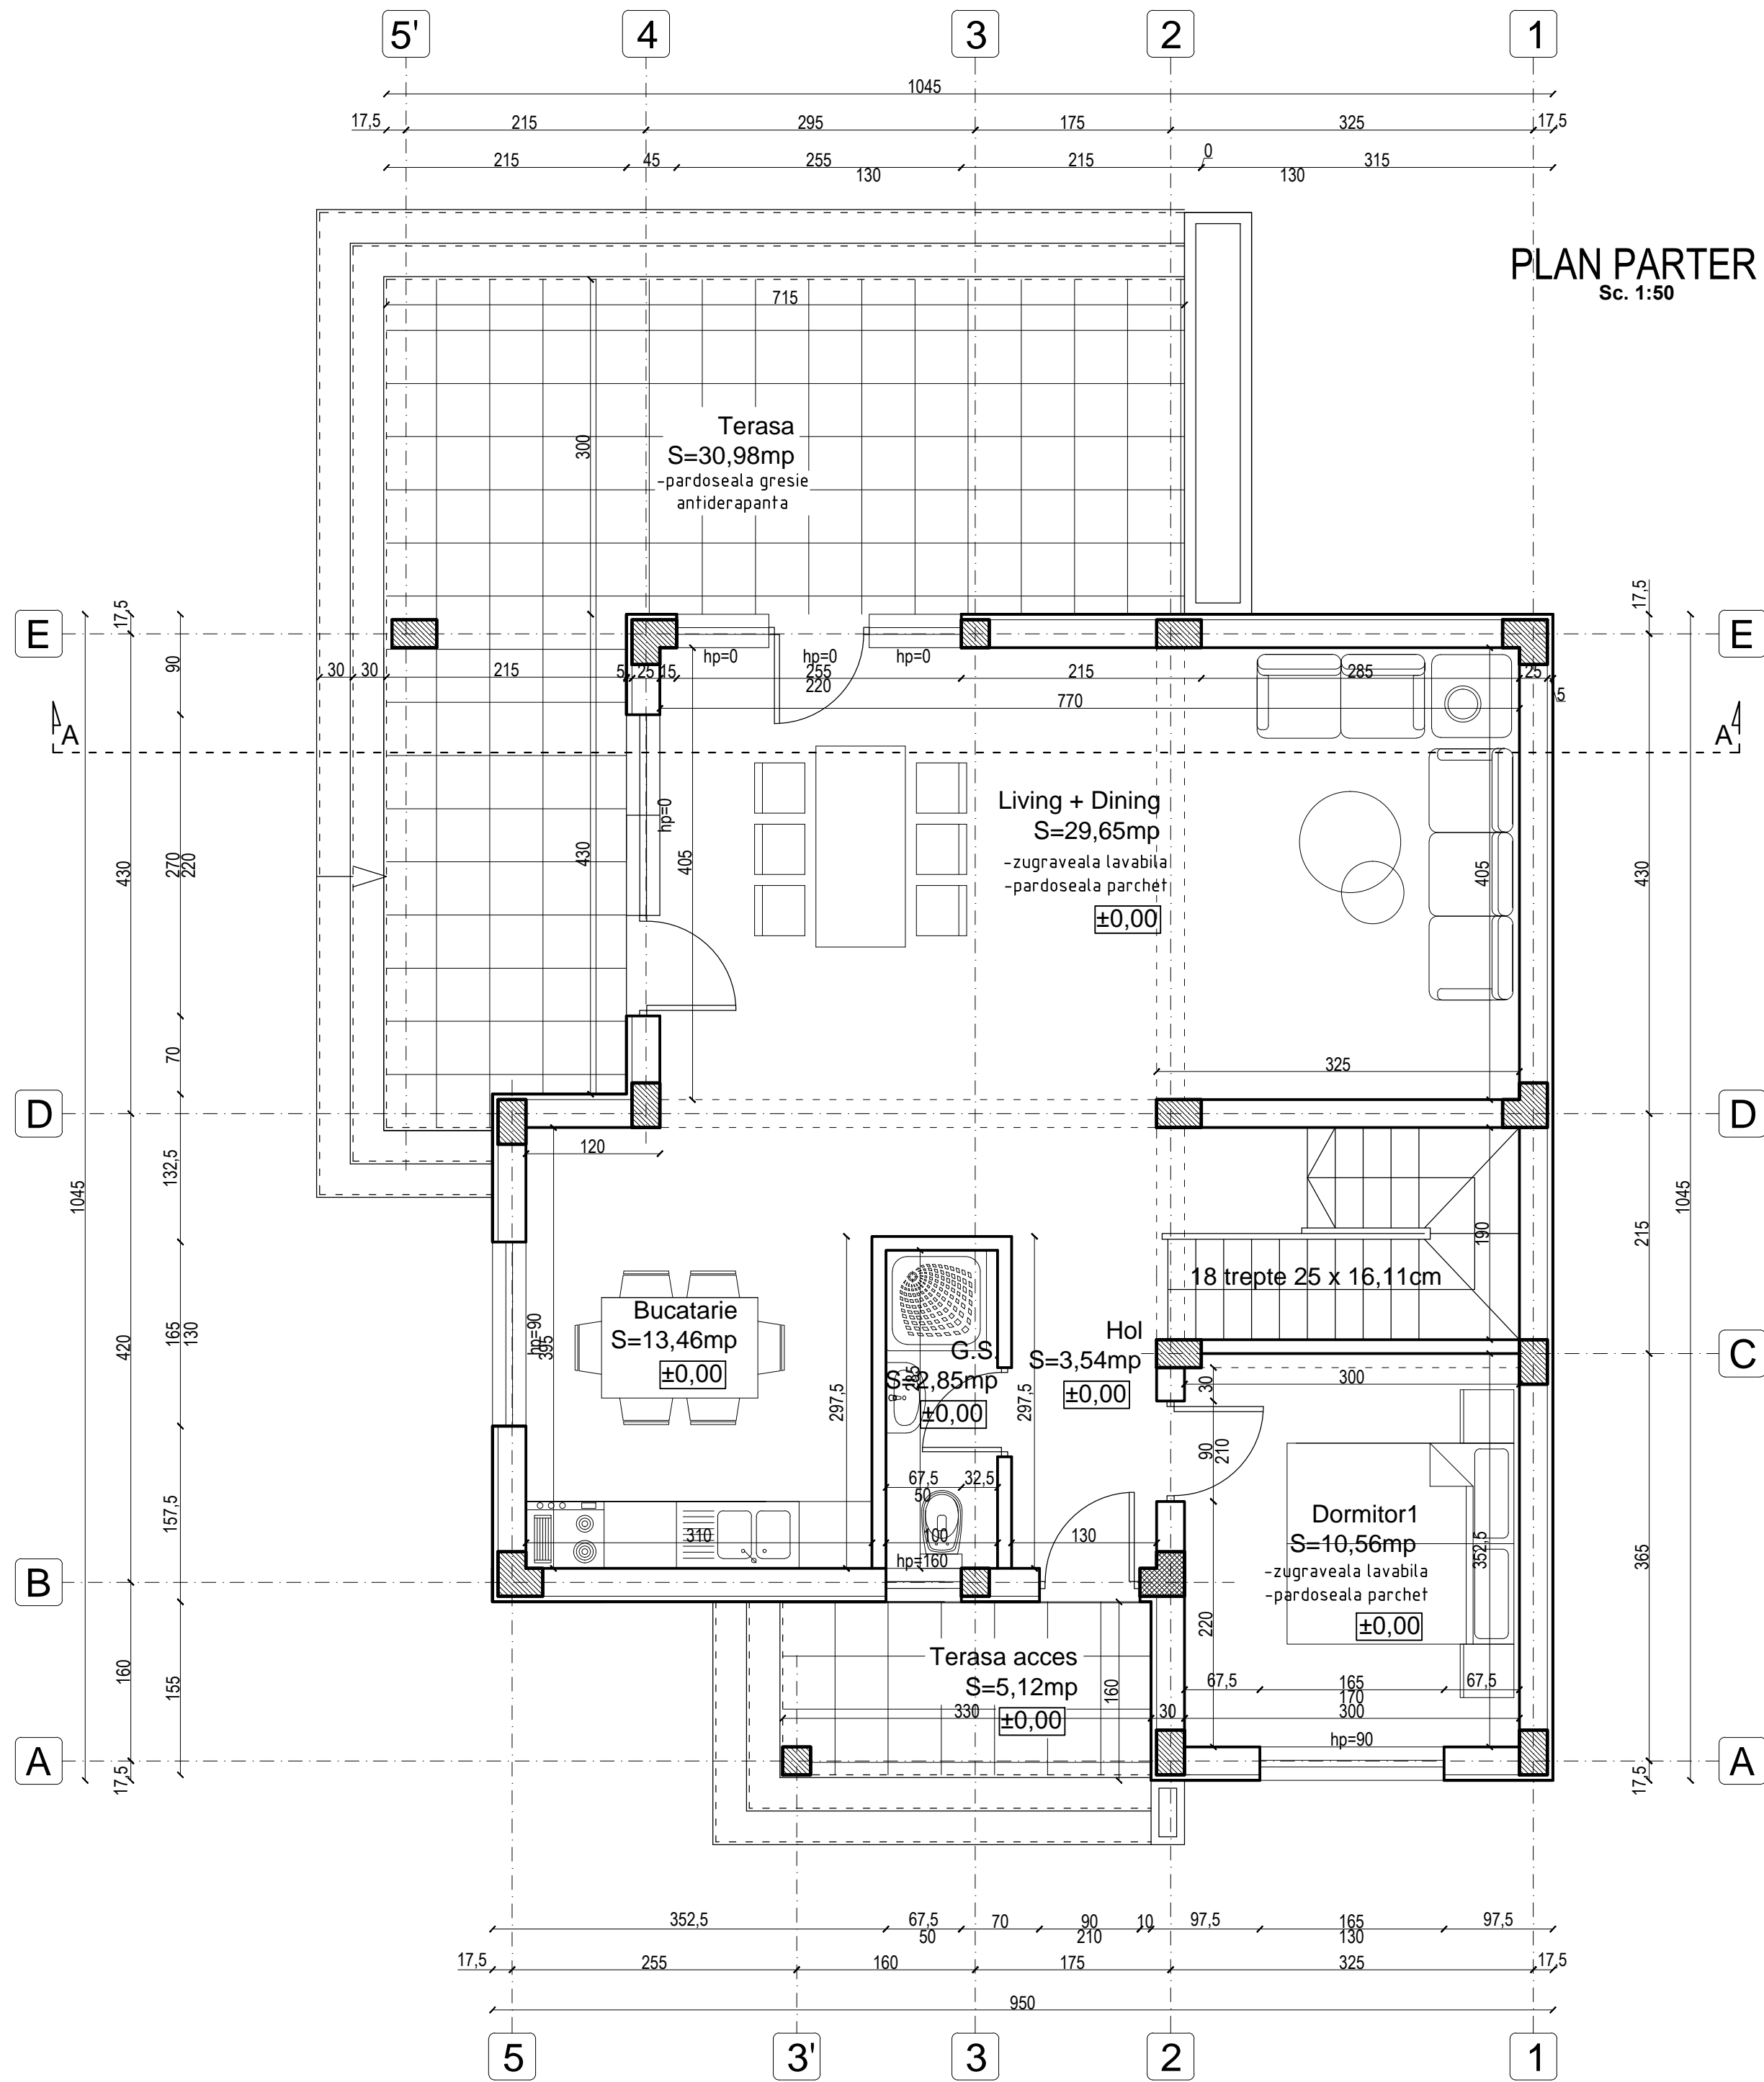 5' 4 3 2 1
1045
17,5 215 295 175 325 17,5
215 45 255 215 0 315
130 130
PLAN PARTER
Sc. 1:50
715
Terasa
S=30,98mp
-pardoseala gresie
antiderapanta
300
17,5 17,5
E E
90
hp=0 hp=0 hp=0
30 30 215 5 25 15 255 215 285 25
220
5
770
A A
hp=0
Living + Dining
S=29,65mp
-zugraveala lavabila
-pardoseala parchet
±0,00
430 270 220 430 405 405 430
70
325
D D
120
132,5
1045 190 215 1045
18 trepte 25 x 16,11cm
Bucatarie
S=13,46mp
±0,00
420 165 130 hp=90 395
Hol
S=3,54mp
±0,00
G.S.
S=2,85mp
±0,00
285
C C
30 300
297,5 297,5
90 210
67,5 32,5
50
157,5
310 100 130
hp=160
Dormitor1
S=10,56mp
-zugraveala lavabila
-pardoseala parchet
±0,00
352,5 365
B B
220
Terasa acces
S=5,12mp
±0,00
160 155 160
67,5 165 67,5
170
330 30 300
hp=90
A A
17,5 17,5
352,5 67,5 70 90 10 97,5 165 97,5
50 210 130
17,5 255 160 175 325 17,5
950
5 3' 3 2 1